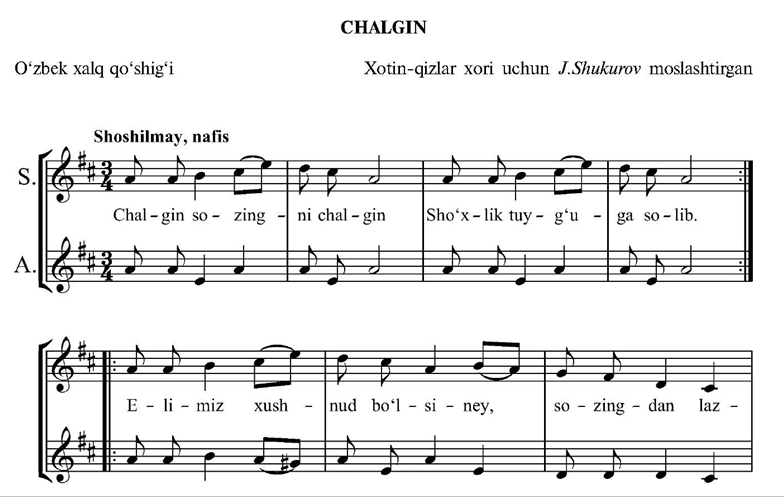 CHALGIN
O‘zbek xalq qo‘shig‘i
Xotin-qizlar xori uchun J.Shukurov moslashtirgan
Shoshilmay, nafis
S.
Chal-gin so-zing-ni chal-gin Sho‘x-lik tuy-g‘u-ga so-lib.
A.
E-li-miz xush-nud bo‘l-si-ney, so-zing-dan laz-